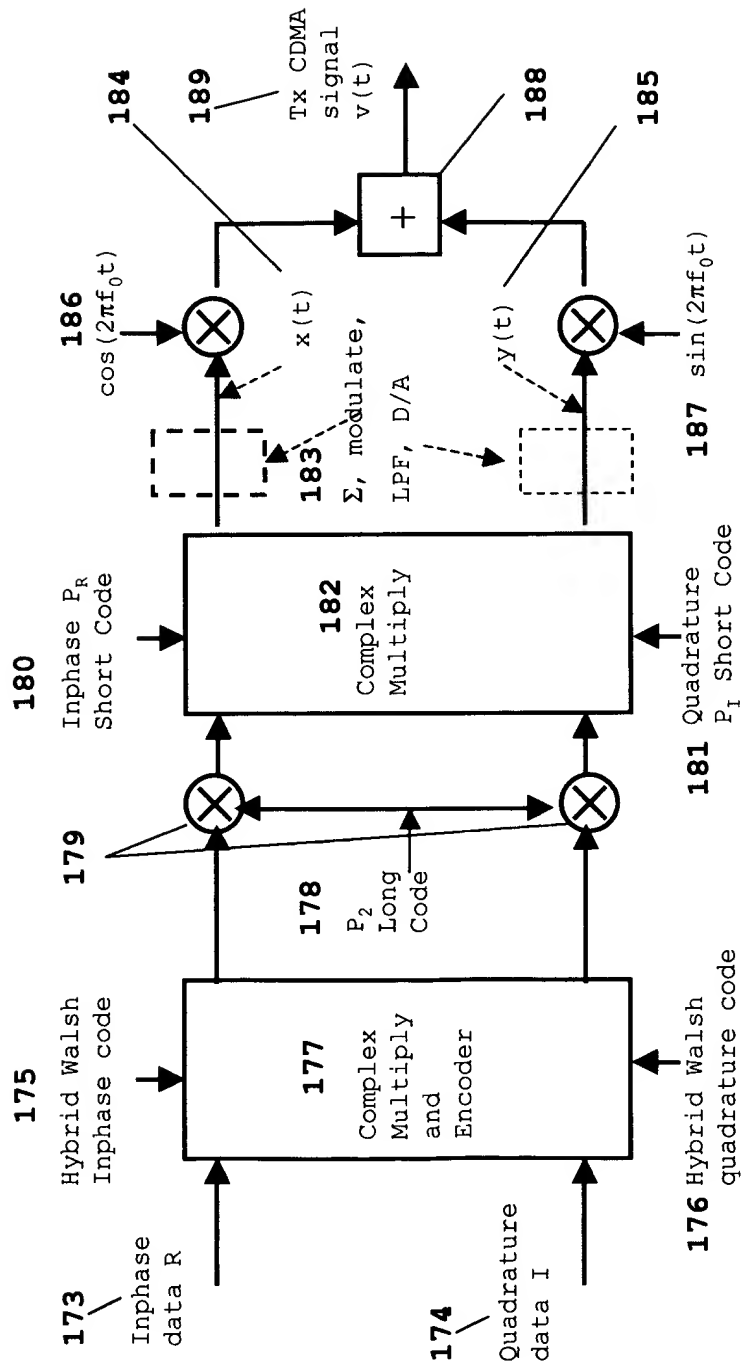 173
Inphase
data R
174
Quadrature
data I
175
Hybrid Walsh
Inphase code
177
Complex
Multiply
and
Encoder
176 Hybrid Walsh
quadrature code
179
178
P₂
Long
Code
180
Inphase P_R
Short Code
182
Complex
Multiply
181 Quadrature
P_I Short Code
183
Σ, modulate,
LPF, D/A
186
cos(2πf₀t)
x(t)
y(t)
187 sin(2πf₀t)
184
189
Tx CDMA
signal
v(t)
+
188
185